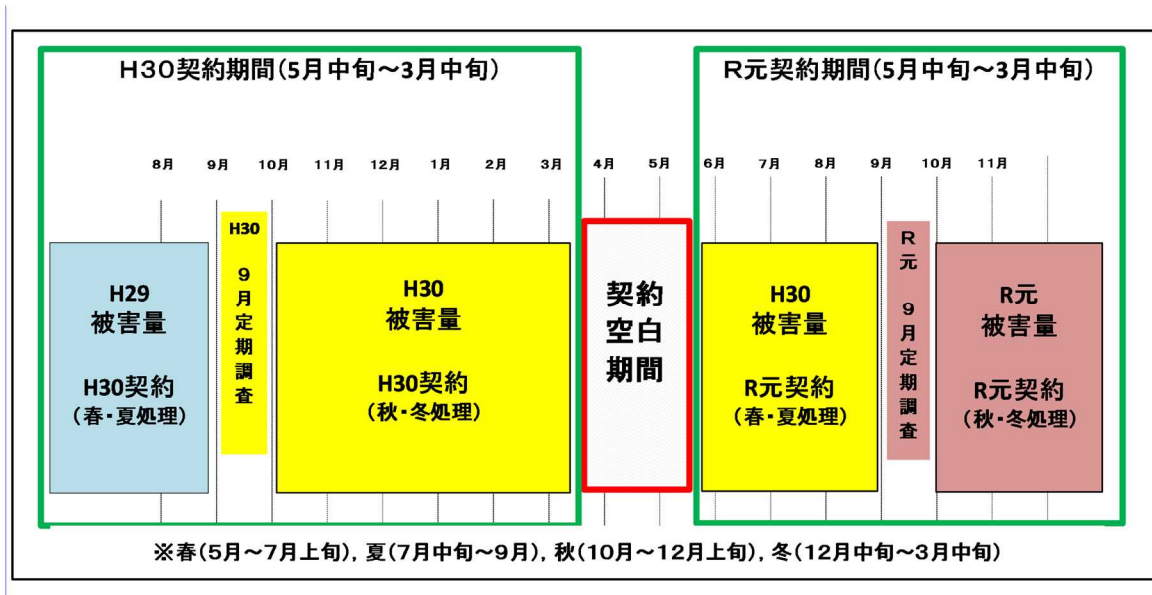 H30契約期間(5月中旬～3月中旬)
R元契約期間(5月中旬～3月中旬)
8月 9月 10月 11月 12月 1月 2月 3月 4月 5月 6月 7月 8月 9月 10月 11月
H29
被害量
H30契約
(春・夏処理)
H30 9月定期調査
H30
被害量
H30契約
(秋・冬処理)
契約
空白
期間
H30
被害量
R元契約
(春・夏処理)
R元 9月定期調査
R元
被害量
R元契約
(秋・冬処理)
※春(5月～7月上旬), 夏(7月中旬～9月), 秋(10月～12月上旬), 冬(12月中旬～3月中旬)